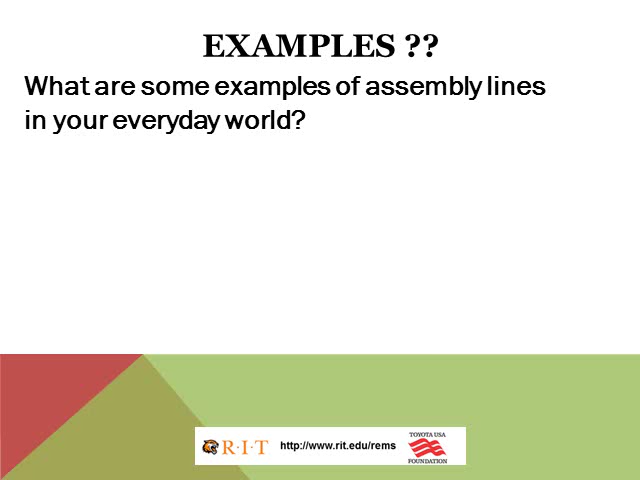 EXAMPLES ??
What are some examples of assembly lines
in your everyday world?
R·I·T http://www.rit.edu/rems
TOYOTA USA
FOUNDATION